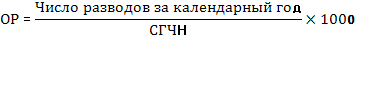 Число разводов за календарный год
ОР = × 1000
СГЧН